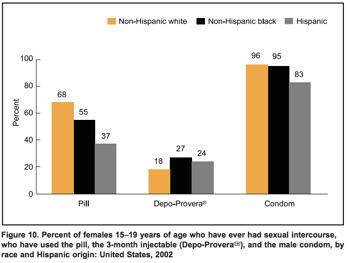 Non-Hispanic white Non-Hispanic black Hispanic
100
96 95
83
80
68
60
55
Percent
40
37
27
24
20
18
0
Pill Depo-Provera® Condom
Figure 10. Percent of females 15–19 years of age who have ever had sexual intercourse,
who have used the pill, the 3-month injectable (Depo-Provera®), and the male condom, by
race and Hispanic origin: United States, 2002